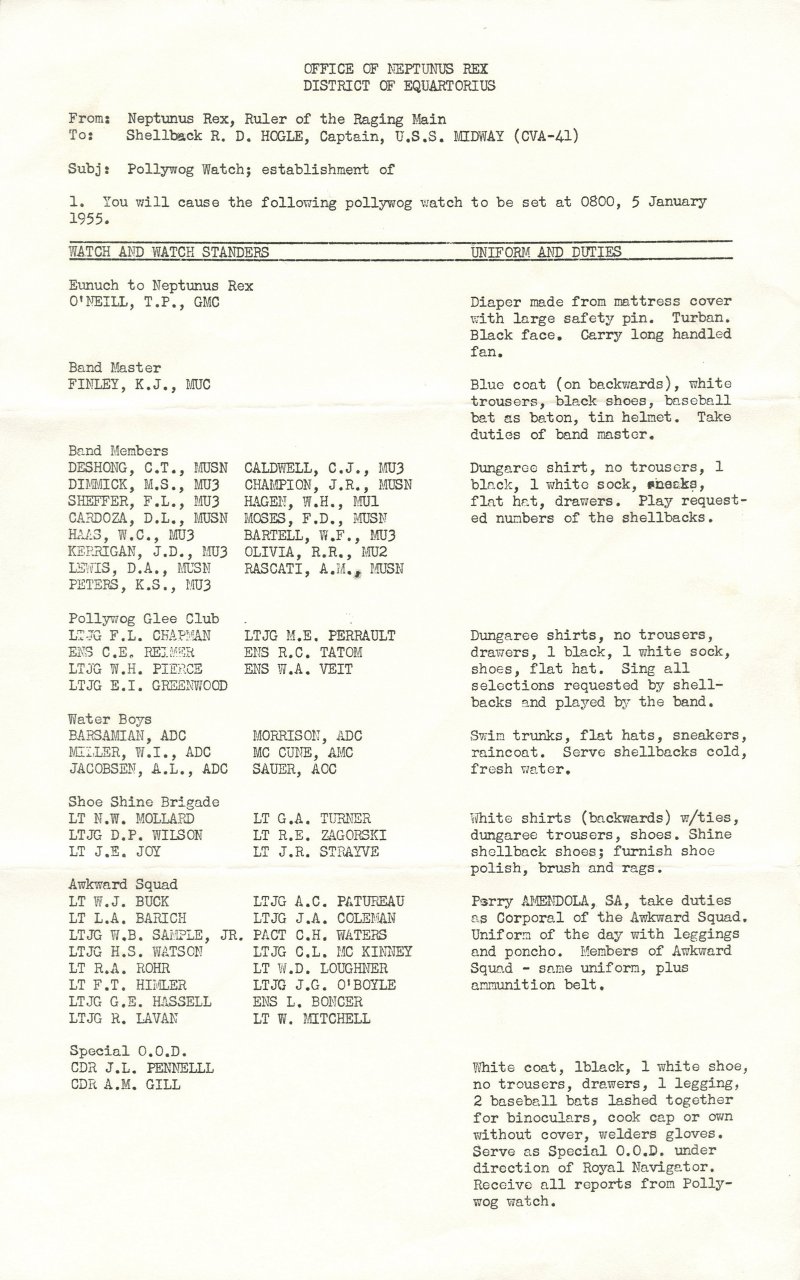 OFFICE OF NEPTUNUS REX
DISTRICT OF EQUARTORIUS
From: Neptunus Rex, Ruler of the Raging Main
To: Shellback R. D. HOGLE, Captain, U.S.S. MIDWAY (CVA-41)
Subj: Pollywog Watch; establishment of
1. You will cause the following pollywog watch to be set at 0800, 5 January
1955.
WATCH AND WATCH STANDERS UNIFORM AND DUTIES
Eunuch to Neptunus Rex
O'NEILL, T.P., GMC Diaper made from mattress cover
with large safety pin. Turban.
Black face. Carry long handled
fan.
Band Master
FINLEY, K.J., MUC Blue coat (on backwards), white
trousers, black shoes, baseball
bat as baton, tin helmet. Take
duties of band master.
Band Members
DESHONG, C.T., MUSN CALDWELL, C.J., MU3 Dungaree shirt, no trousers, 1
DIMMICK, M.S., MU3 CHAMPION, J.R., MUSN black, 1 white sock,
SHEFFER, F.L., MU3 HAGEN, W.H., MU1 flat hat, drawers. Play request-
CARDOZA, D.L., MUSN MOSES, F.D., MUSN ed numbers of the shellbacks.
HAAS, W.C., MU3 BARTELL, W.F., MU3
KERRIGAN, J.D., MU3 OLIVIA, R.R., MU2
LEWIS, D.A., MUSN RASCATI, A.M., MUSN
PETERS, K.S., MU3
Pollywog Glee Club
LTJG F.L. CHAPMAN LTJG M.E. PERRAULT Dungaree shirts, no trousers,
ENS C.E. REIMER ENS R.C. TATOM drawers, 1 black, 1 white sock,
LTJG W.H. PIERCE ENS W.A. VEIT shoes, flat hat. Sing all
LTJG E.I. GREENWOOD selections requested by shell-
backs and played by the band.
Water Boys
BARSAMIAN, ADC MORRISON, ADC Swim trunks, flat hats, sneakers,
MILLER, W.I., ADC MC CUNE, AMC raincoat. Serve shellbacks cold,
JACOBSEN, A.L., ADC SAUER, AOC fresh water.
Shoe Shine Brigade
LT N.W. MOLLARD LT G.A. TURNER White shirts (backwards) w/ties,
LTJG D.P. WILSON LT R.E. ZAGORSKI dungaree trousers, shoes. Shine
LT J.E. JOY LT J.R. STRAYVE shellback shoes; furnish shoe
polish, brush and rags.
Awkward Squad
LT W.J. BUCK LTJG A.C. PATUREAU Perry AMENDOLA, SA, take duties
LT L.A. BARICH LTJG J.A. COLEMAN as Corporal of the Awkward Squad.
LTJG W.B. SAMPLE, JR. PACT C.H. WATERS Uniform of the day with leggings
LTJG H.S. WATSON LTJG C.L. MC KINNEY and poncho. Members of Awkward
LT R.A. ROHR LT W.D. LOUGHNER Squad - same uniform, plus
LT F.T. HIMLER LTJG J.G. O'BOYLE ammunition belt.
LTJG G.E. HASSELL ENS L. BONCER
LTJG R. LAVAN LT W. MITCHELL
Special O.O.D.
CDR J.L. PENNELLL White coat, 1black, 1 white shoe,
CDR A.M. GILL no trousers, drawers, 1 legging,
2 baseball bats lashed together
for binoculars, cook cap or own
without cover, welders gloves.
Serve as Special O.O.D. under
direction of Royal Navigator.
Receive all reports from Polly-
wog watch.